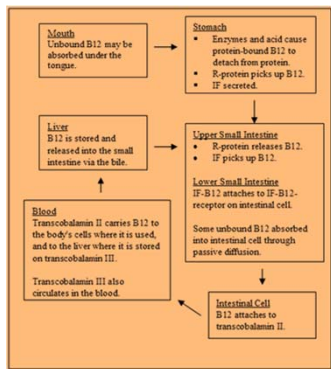 Mouth
Unbound B12 may be
absorbed under the
tongue.
Stomach
• Enzymes and acid cause
protein-bound B12 to
detach from protein.
• R-protein picks up B12.
• IF secreted.
Liver
B12 is stored and
released into the small
intestine via the bile.
Upper Small Intestine
• R-protein releases B12.
• IF picks up B12.
Lower Small Intestine
IF-B12 attaches to IF-B12-
receptor on intestinal cell.
Some unbound B12 absorbed
into intestinal cell through
passive diffusion.
Blood
Transcobalamin II carries B12 to
the body's cells where it is used,
and to the liver where it is stored
on transcobalamin III.
Transcobalamin III also
circulates in the blood.
Intestinal Cell
B12 attaches to
transcobalamin II.